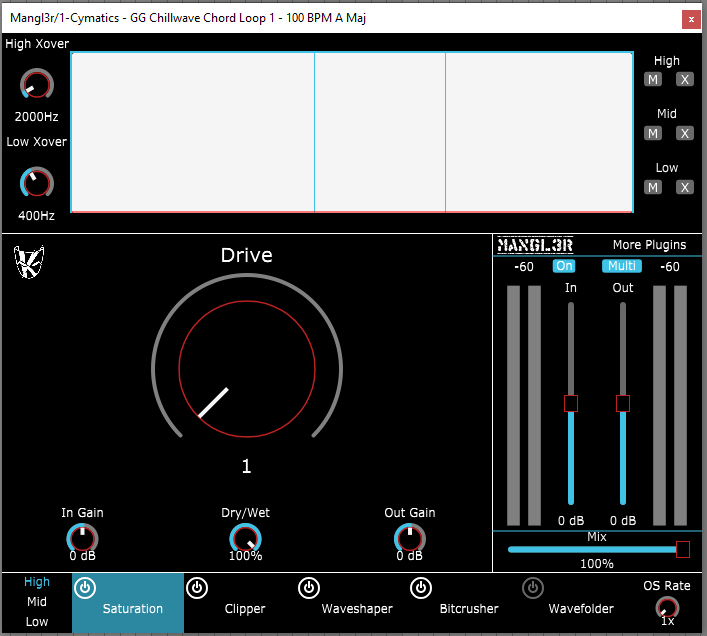 Mangl3r/1-Cymatics - GG Chillwave Chord Loop 1 - 100 BPM A Maj
x
High Xover
2000Hz
Low Xover
400Hz
High
M X
Mid
M X
Low
M X
Drive
1
In Gain
0 dB
Dry/Wet
100%
Out Gain
0 dB
MANGL3R More Plugins
-60 On Multi -60
In Out
0 dB 0 dB
Mix
100%
High
Mid
Low
Saturation
Clipper
Waveshaper
Bitcrusher
Wavefolder
OS Rate
1x